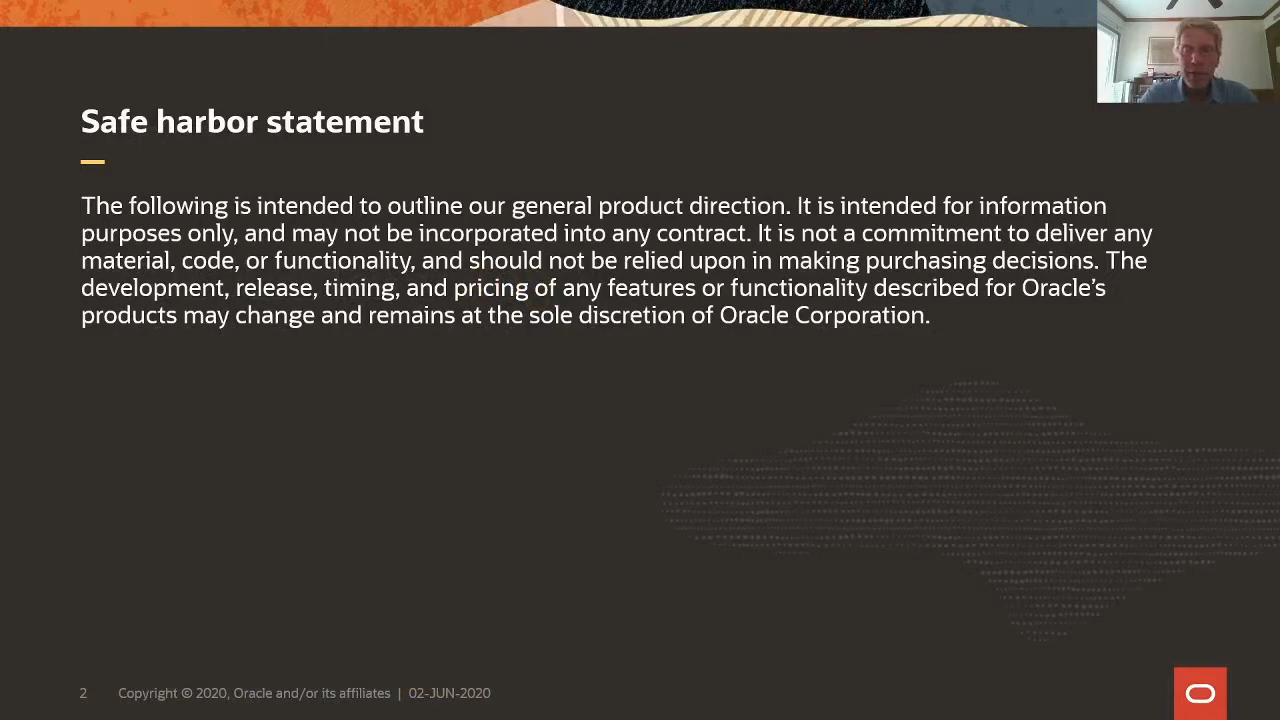 Safe harbor statement
The following is intended to outline our general product direction. It is intended for information
purposes only, and may not be incorporated into any contract. It is not a commitment to deliver any
material, code, or functionality, and should not be relied upon in making purchasing decisions. The
development, release, timing, and pricing of any features or functionality described for Oracle’s
products may change and remains at the sole discretion of Oracle Corporation.
2 Copyright © 2020, Oracle and/or its affiliates | 02-JUN-2020